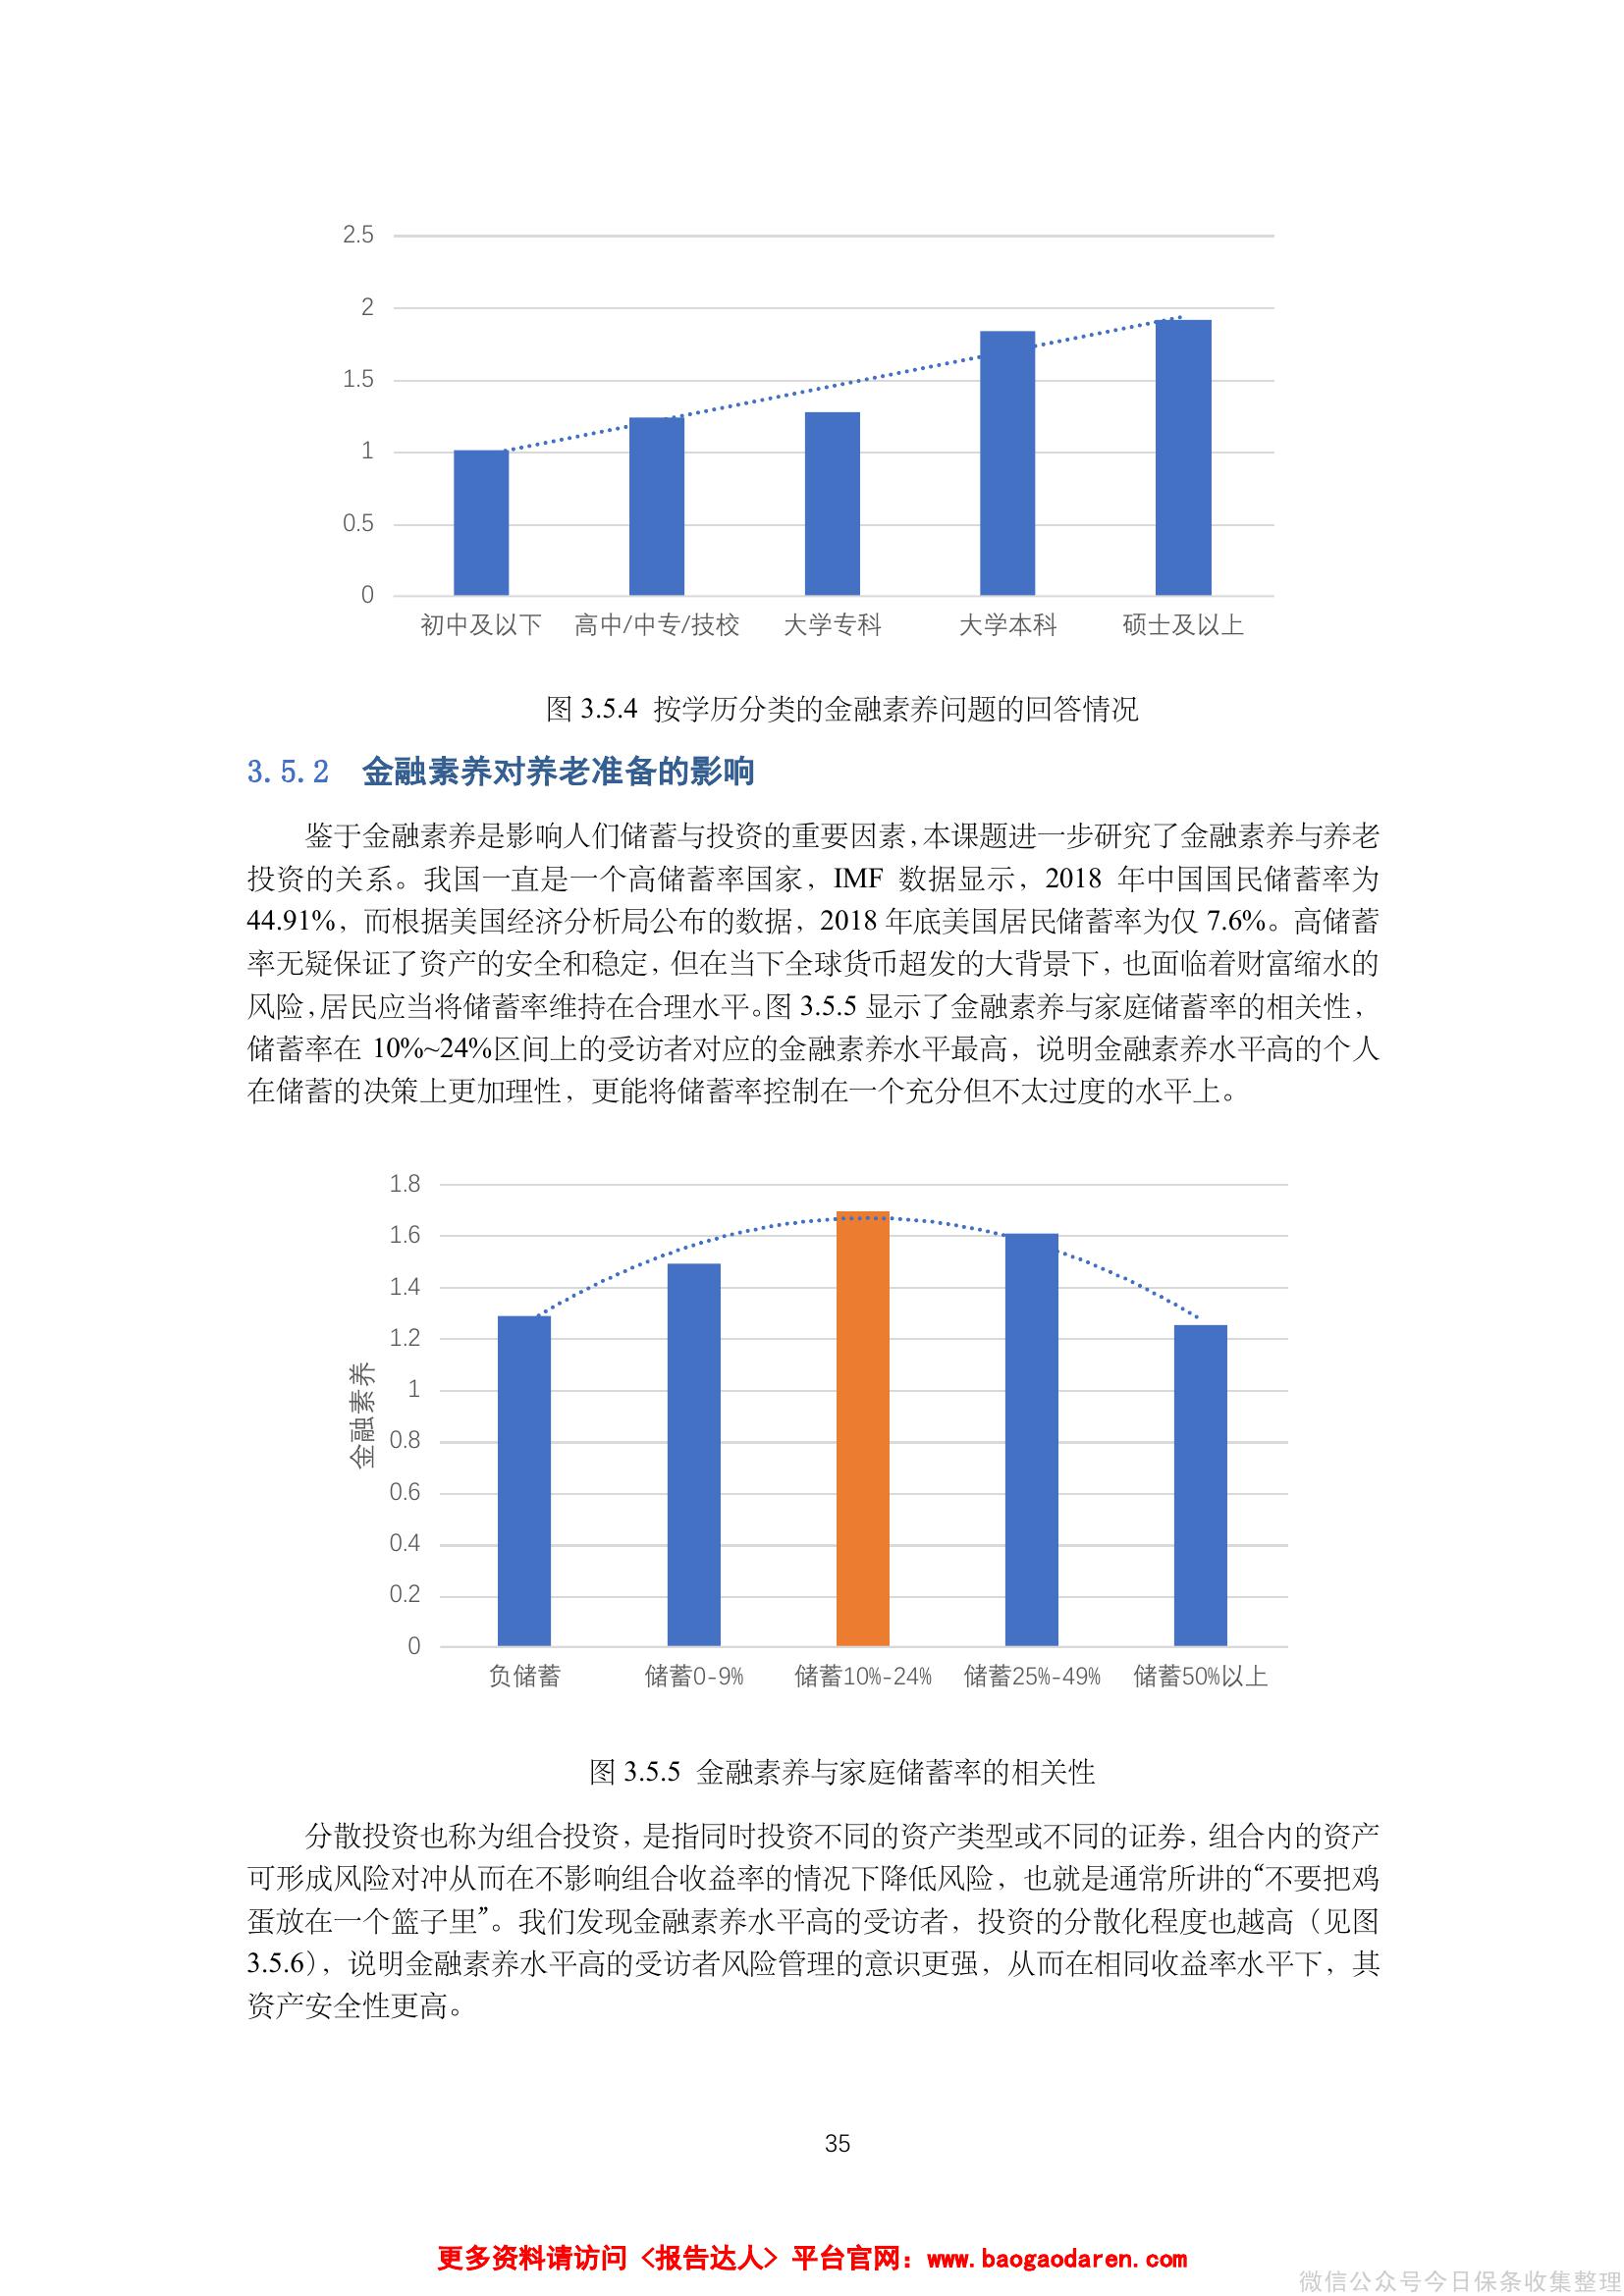 2.5
2
1.5
1
0.5
0
初中及以下 高中/中专/技校 大学专科 大学本科 硕士及以上
图 3.5.4 按学历分类的金融素养问题的回答情况
3.5.2 金融素养对养老准备的影响
鉴于金融素养是影响人们储蓄与投资的重要因素，本课题进一步研究了金融素养与养老
投资的关系。我国一直是一个高储蓄率国家，IMF 数据显示，2018 年中国国民储蓄率为
44.91%，而根据美国经济分析局公布的数据，2018 年底美国居民储蓄率为仅 7.6%。高储蓄
率无疑保证了资产的安全和稳定，但在当下全球货币超发的大背景下，也面临着财富缩水的
风险，居民应当将储蓄率维持在合理水平。图 3.5.5 显示了金融素养与家庭储蓄率的相关性，
储蓄率在 10%~24%区间上的受访者对应的金融素养水平最高，说明金融素养水平高的个人
在储蓄的决策上更加理性，更能将储蓄率控制在一个充分但不太过度的水平上。
金融素养
1.8
1.6
1.4
1.2
1
0.8
0.6
0.4
0.2
0
负储蓄 储蓄0-9% 储蓄10%-24% 储蓄25%-49% 储蓄50%以上
图 3.5.5 金融素养与家庭储蓄率的相关性
分散投资也称为组合投资，是指同时投资不同的资产类型或不同的证券，组合内的资产
可形成风险对冲从而在不影响组合收益率的情况下降低风险，也就是通常所讲的“不要把鸡
蛋放在一个篮子里”。我们发现金融素养水平高的受访者，投资的分散化程度也越高（见图
3.5.6），说明金融素养水平高的受访者风险管理的意识更强，从而在相同收益率水平下，其
资产安全性更高。
35
更多资料请访问《报告达人》平台官网：www.baogaodaren.com
微信公众号今日保条收集整理